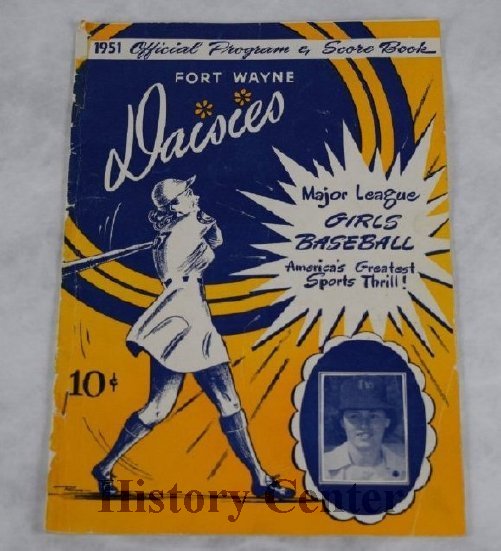 1951 Official Program & Score Book
FORT WAYNE
Daisies
Major League
GIRLS
BASEBALL
America's Greatest
Sports Thrill!
10¢
History Center